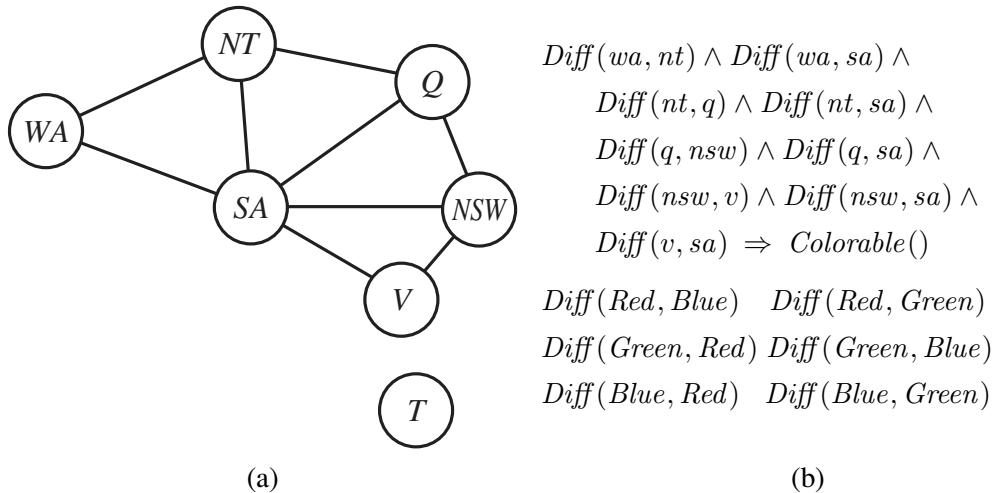 NT
Q
WA
SA
NSW
V
T
(a)
Diff(wa, nt) ∧ Diff(wa, sa) ∧
Diff(nt, q) ∧ Diff(nt, sa) ∧
Diff(q, nsw) ∧ Diff(q, sa) ∧
Diff(nsw, v) ∧ Diff(nsw, sa) ∧
Diff(v, sa) ⇒ Colorable()
Diff(Red, Blue) Diff(Red, Green)
Diff(Green, Red) Diff(Green, Blue)
Diff(Blue, Red) Diff(Blue, Green)
(b)